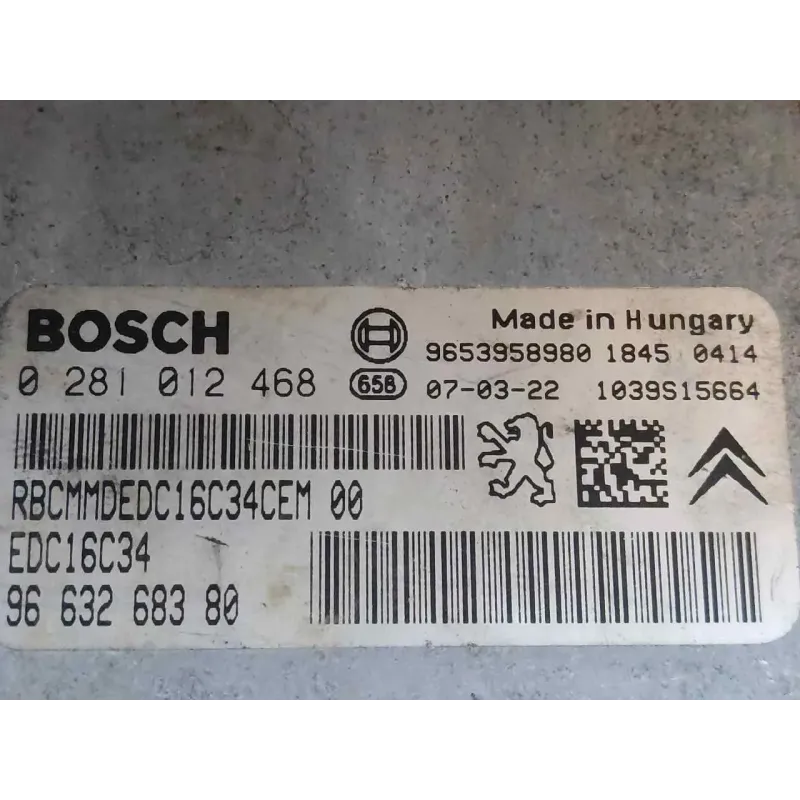 BOSCH
Made in Hungary
9653958980 1845 0414
0 281 012 468
658
07-03-22 1039S15664
RBCMMDEDC16C34CEM 00
EDC16C34
96 632 683 80